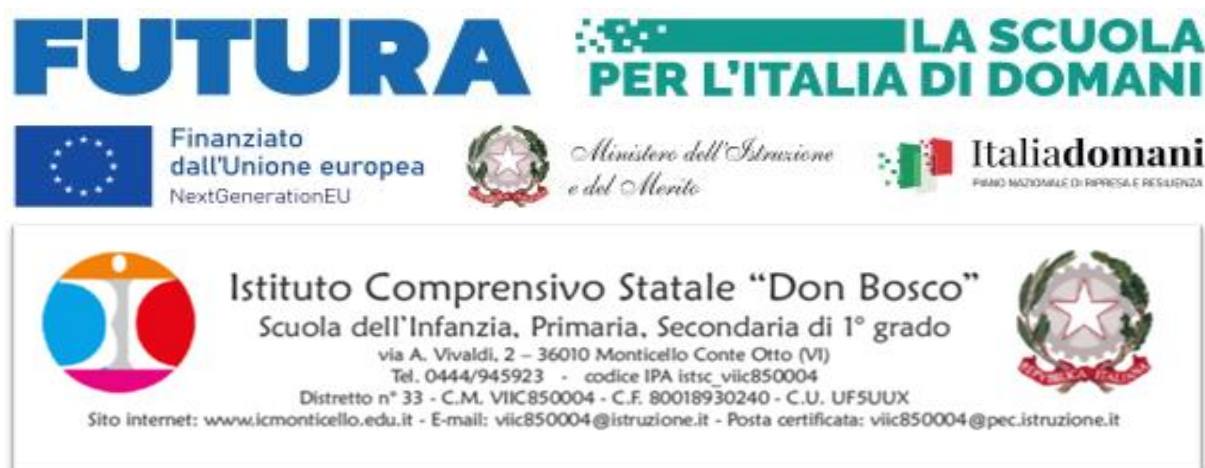 FUTURA
LA SCUOLA
PER L'ITALIA DI DOMANI
Finanziato
dall'Unione europea
NextGenerationEU
Ministero dell'Istruzione
e del Merito
Italiadomani
PIANO NAZIONALE DI RIPRESA E RESILIENZA
Istituto Comprensivo Statale “Don Bosco”
Scuola dell'Infanzia, Primaria, Secondaria di 1° grado
via A. Vivaldi, 2 – 36010 Monticello Conte Otto (VI)
Tel. 0444/945923 - codice IPA istsc_viic850004
Distretto n° 33 - C.M. VIIC850004 - C.F. 80018930240 - C.U. UF5UUX
Sito internet: www.icmonticello.edu.it - E-mail: viic850004@istruzione.it - Posta certificata: viic850004@pec.istruzione.it
REPVBBLICA ITALIANA